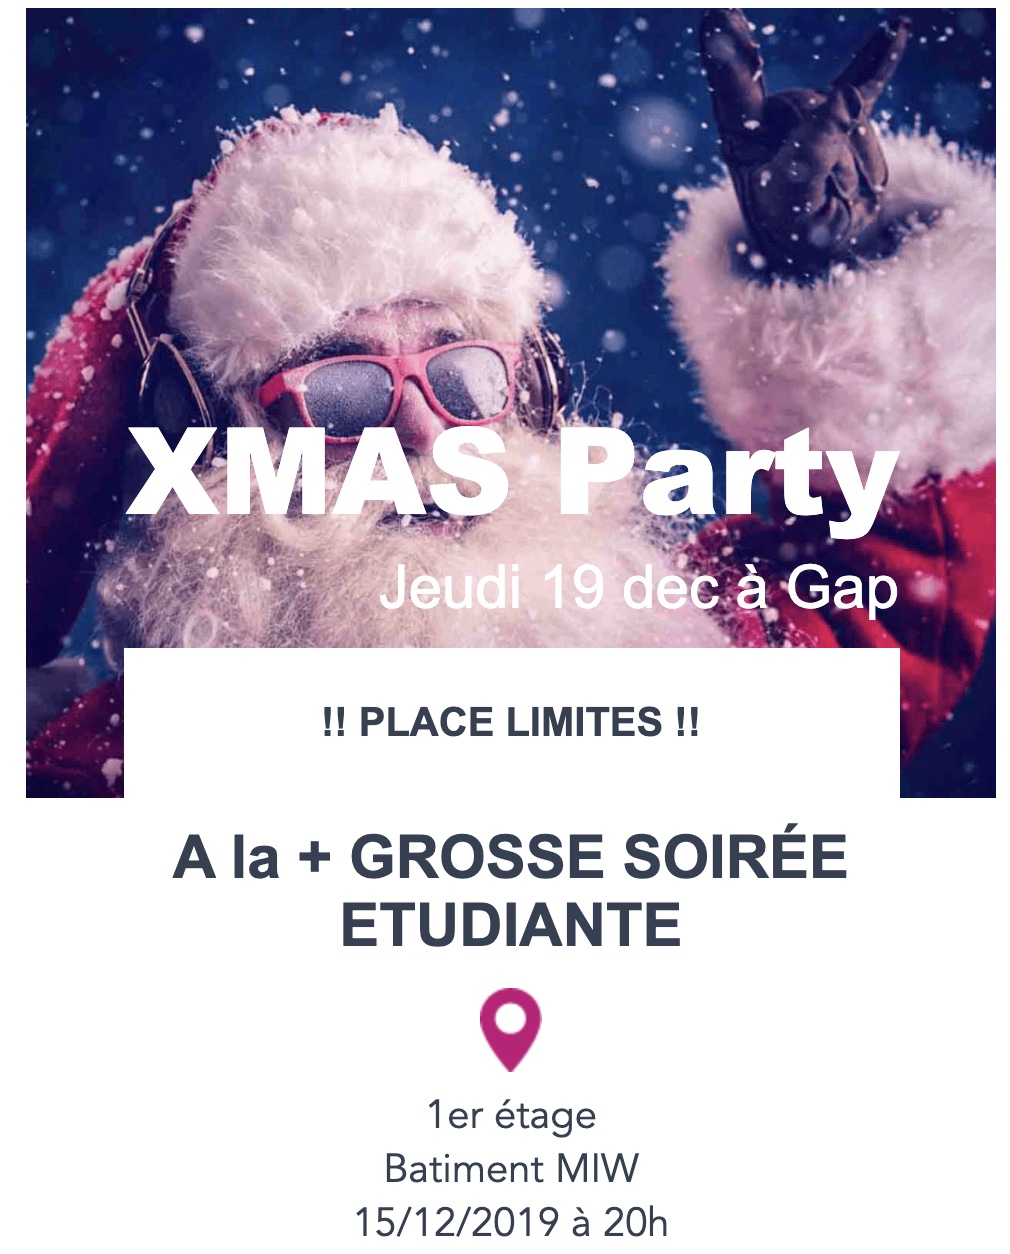 XMAS Party
Jeudi 19 dec à Gap
!! PLACE LIMITES !!
A la + GROSSE SOIRÉE
ETUDIANTE
1er étage
Batiment MIW
15/12/2019 à 20h